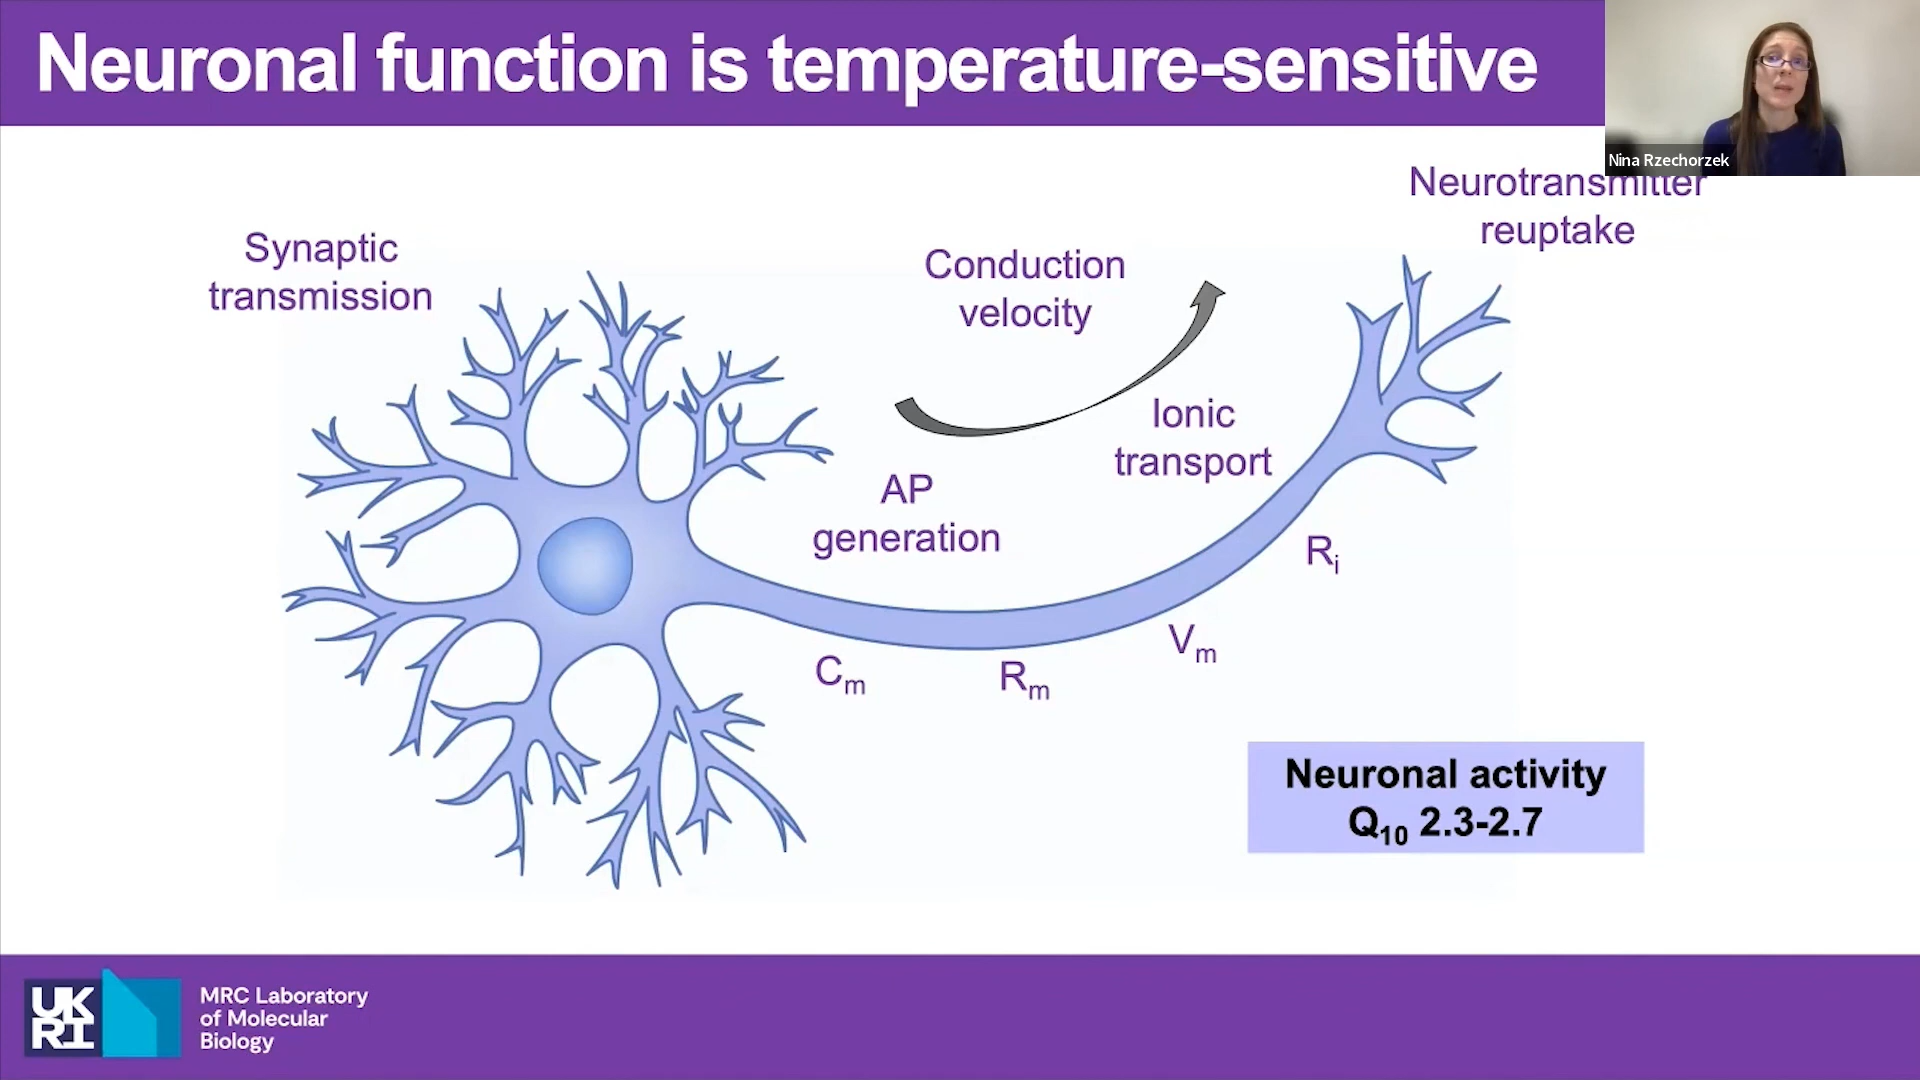 Neuronal function is temperature-sensitive
Nina Rzechorzek
Neurotransmitter
reuptake
Synaptic
transmission
Conduction
velocity
Ionic
transport
AP
generation
Ri
Vm
Cm
Rm
Neuronal activity
Q10 2.3-2.7
UK
RI
MRC Laboratory
of Molecular
Biology